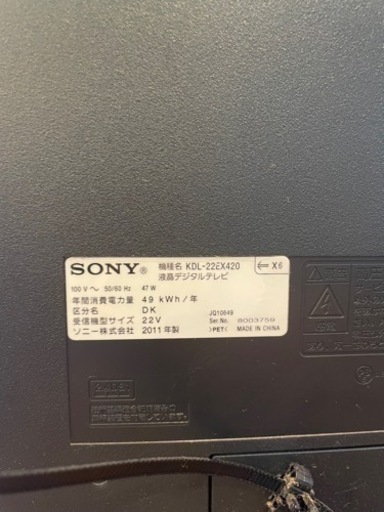 SONY®
機種名 KDL-22EX420
液晶デジタルテレビ
X6
100 V～ 50/60 Hz 47 W
年間消費電力量 49 kWh/年
区分名 DK
受信機型サイズ 22V
ソニー株式会社 2011年製
JQ10649
Ser.No. 8003759
>PET< MADE IN CHINA